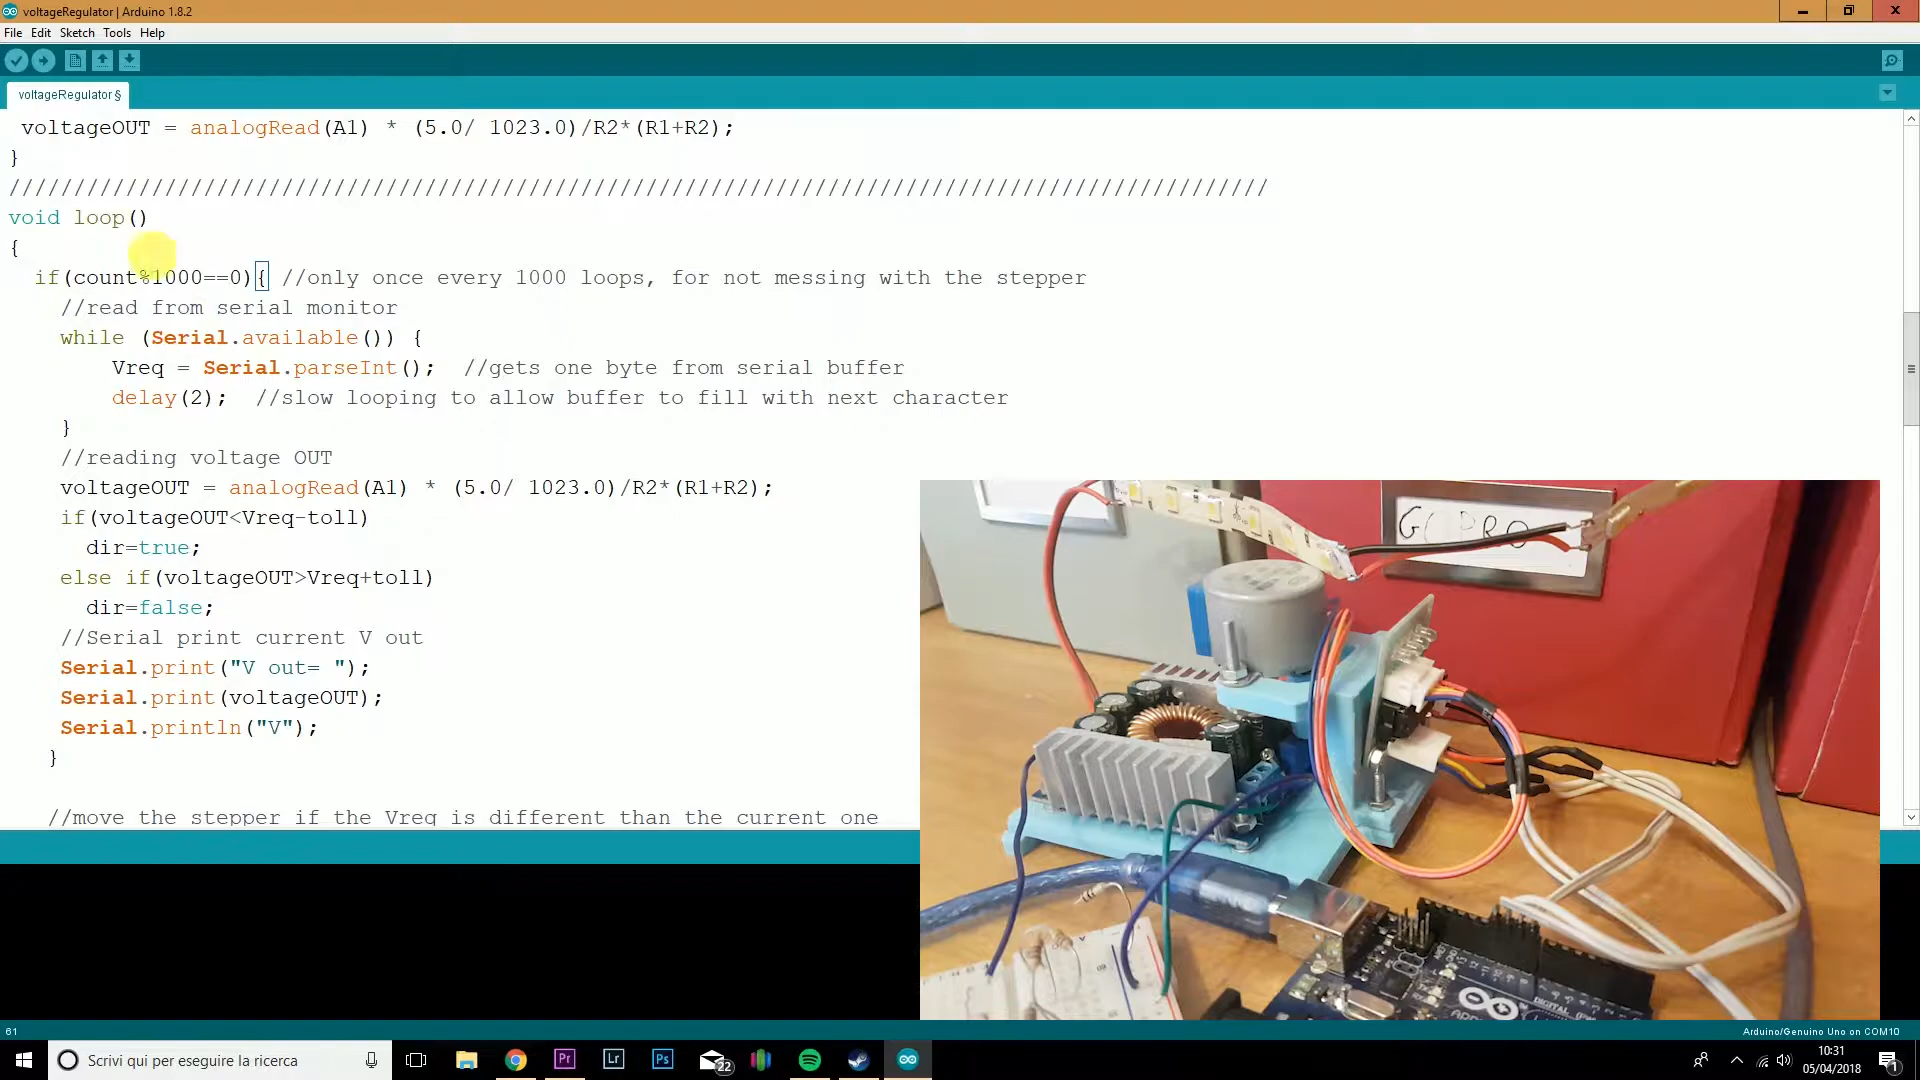 voltageRegulator | Arduino 1.8.2
File Edit Sketch Tools Help
voltageRegulator §
voltageOUT = analogRead(A1) * (5.0/ 1023.0)/R2*(R1+R2);
}
/////////////////////////////////////////////////////////////////////////////////////////////////
void loop()
{
if(count%1000==0){ //only once every 1000 loops, for not messing with the stepper
//read from serial monitor
while (Serial.available()) {
Vreq = Serial.parseInt(); //gets one byte from serial buffer
delay(2); //slow looping to allow buffer to fill with next character
}
//reading voltage OUT
voltageOUT = analogRead(A1) * (5.0/ 1023.0)/R2*(R1+R2);
if(voltageOUT<Vreq-toll)
dir=true;
else if(voltageOUT>Vreq+toll)
dir=false;
//Serial print current V out
Serial.print("V out= ");
Serial.print(voltageOUT);
Serial.println("V");
}
//move the stepper if the Vreq is different than the current one
61
Arduino/Genuino Uno on COM10
Scrivi qui per eseguire la ricerca
Pr
Lr
Ps
22
10:31
05/04/2018
1